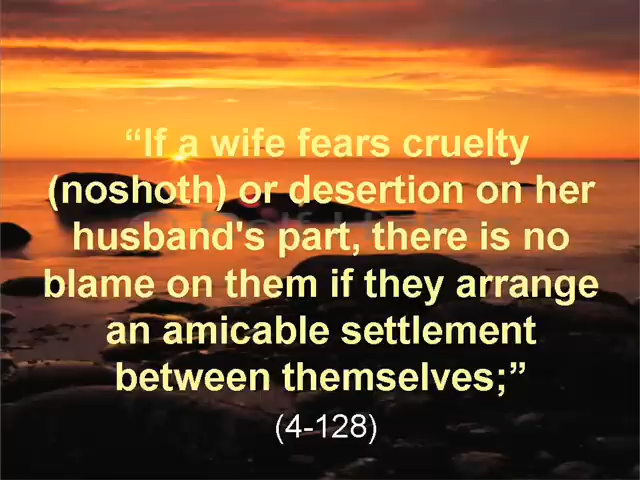 “If a wife fears cruelty
(noshoth) or desertion on her
husband's part, there is no
blame on them if they arrange
an amicable settlement
between themselves;”
(4-128)